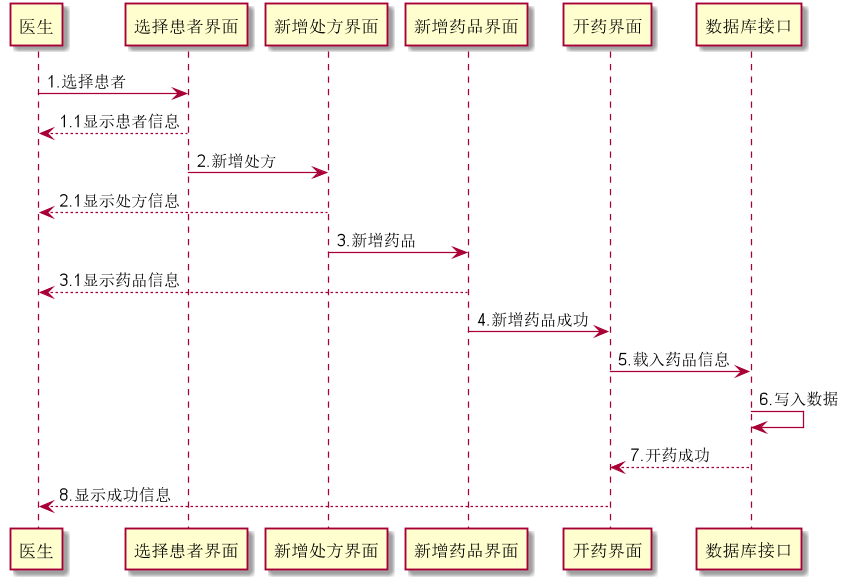 医生
选择患者界面
新增处方界面
新增药品界面
开药界面
数据库接口
1.选择患者
1.1显示患者信息
2.新增处方
2.1显示处方信息
3.新增药品
3.1显示药品信息
4.新增药品成功
5.载入药品信息
6.写入数据
7.开药成功
8.显示成功信息
医生
选择患者界面
新增处方界面
新增药品界面
开药界面
数据库接口